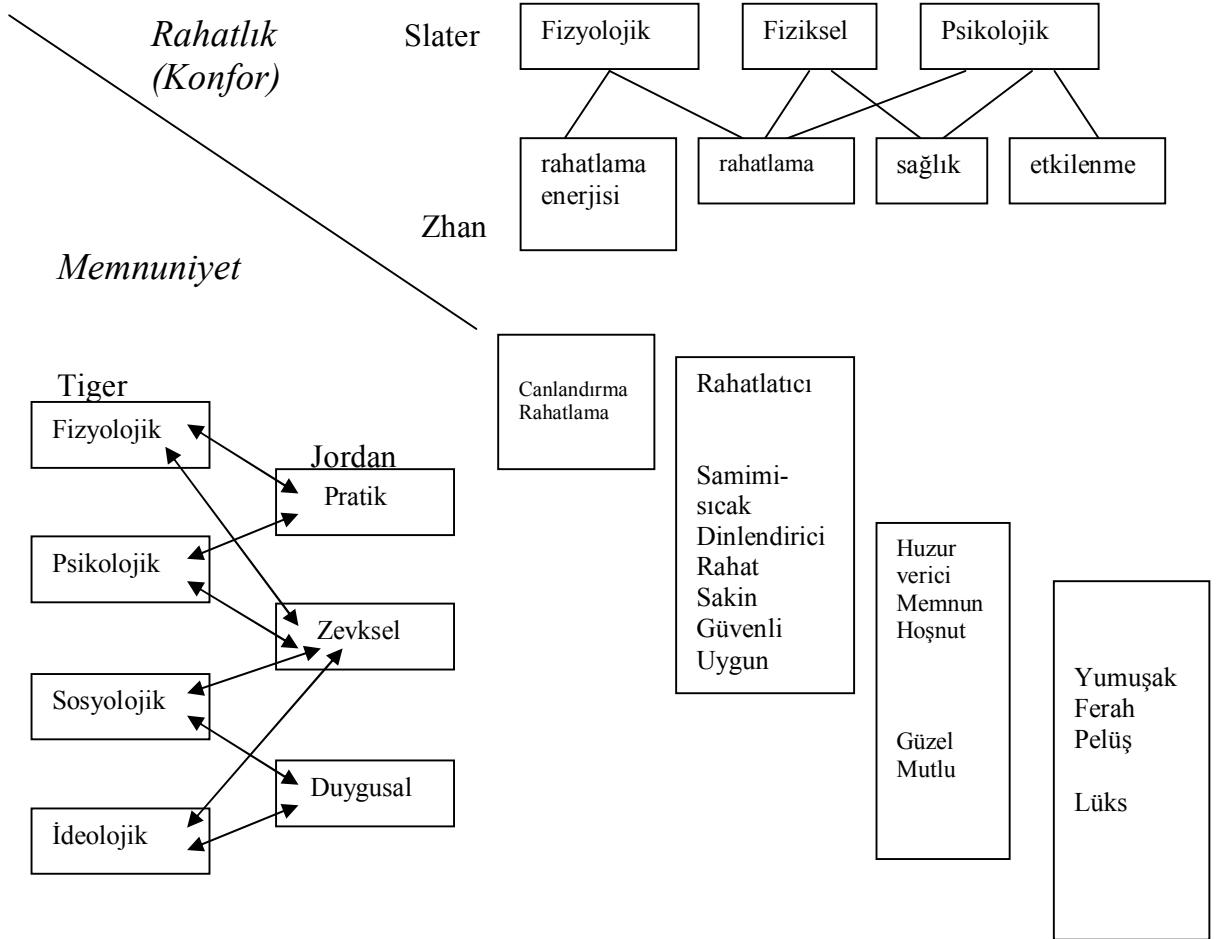 Rahatlık
(Konfor)
Slater
Fizyolojik
Fiziksel
Psikolojik
rahatlama
enerjisi
rahatlama
sağlık
etkilenme
Zhan
Memnuniyet
Tiger
Fizyolojik
Psikolojik
Sosyolojik
İdeolojik
Jordan
Pratik
Zevksel
Duygusal
Canlandırma
Rahatlama
Rahatlatıcı
Samimi-
sıcak
Dinlendirici
Rahat
Sakin
Güvenli
Uygun
Huzur
verici
Memnun
Hoşnut
Güzel
Mutlu
Yumuşak
Ferah
Pelüş
Lüks